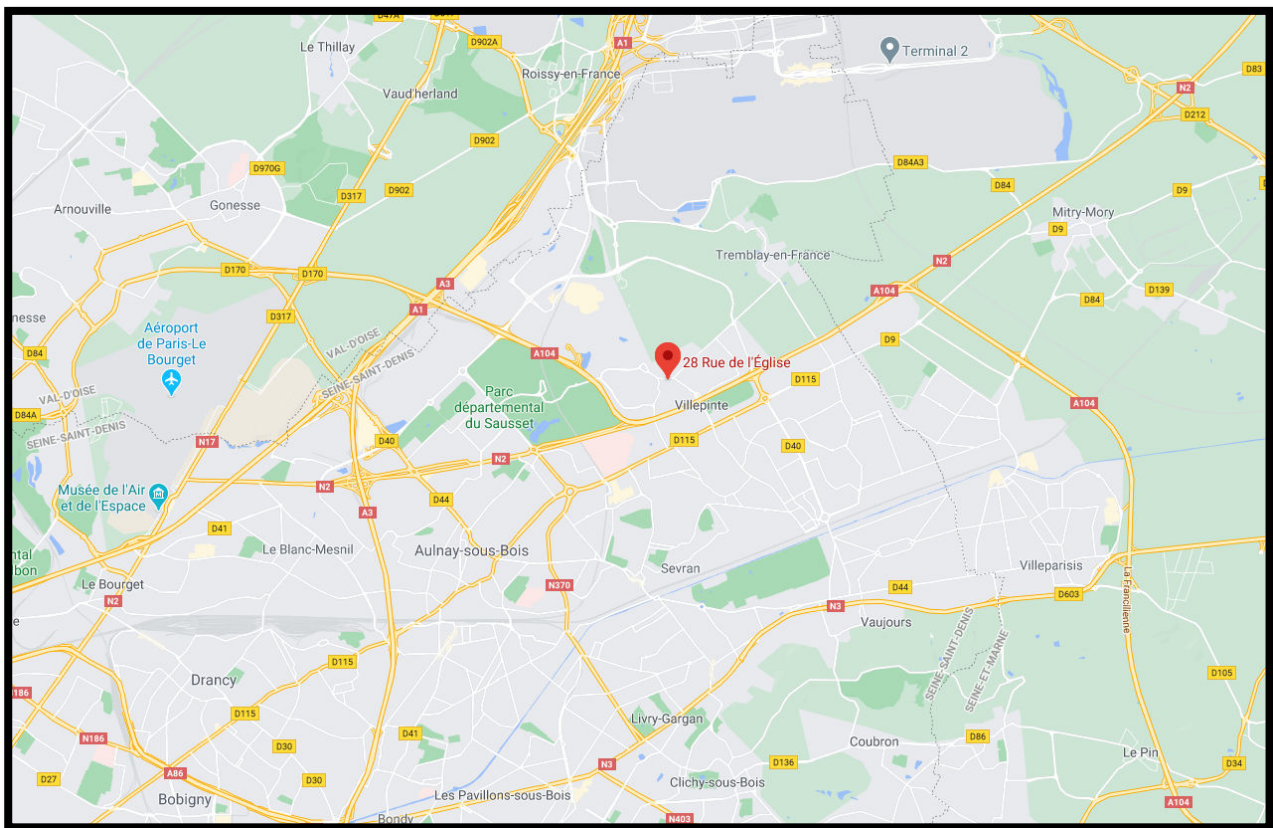 D47A
D902A
A1
Le Thillay
Terminal 2
Roissy-en-France
D83
Vaud'herland
N2
D212
D902
D970G
D84A3
D317
D902
D84
D9
Arnouville
Gonesse
Mitry-Mory
D9
Tremblay-en-France
N2
D170
D170
A3
A104
D84
D139
A1
nesse
D317
Aéroport
de Paris-Le
Bourget
VAL-D'OISE
SEINE-SAINT-DENIS
D84
A104
D9
28 Rue de l'Église
D115
VAL-D'OISE
SEINE-SAINT-DENIS
D84A
Parc
départemental
du Sausset
Villepinte
A104
N17
D40
D115
D40
N2
N2
Musée de l'Air
et de l'Espace
D44
A3
D41
Le Blanc-Mesnil
Aulnay-sous-Bois
ntal
bon
Sevran
Villeparisis
Le Bourget
N370
D44
D603
La Francilienne
N2
N3
Vaujours
e
SEINE-SAINT-DENIS
SEINE-ET-MARNE
D115
Drancy
D105
186
D115
Livry-Gargan
D41
N186
D30
Coubron
D86
Le Pin
D27
A86
D30
N3
D136
D34
Clichy-sous-Bois
Bobigny
Les Pavillons-sous-Bois
A104
Bondy
N403